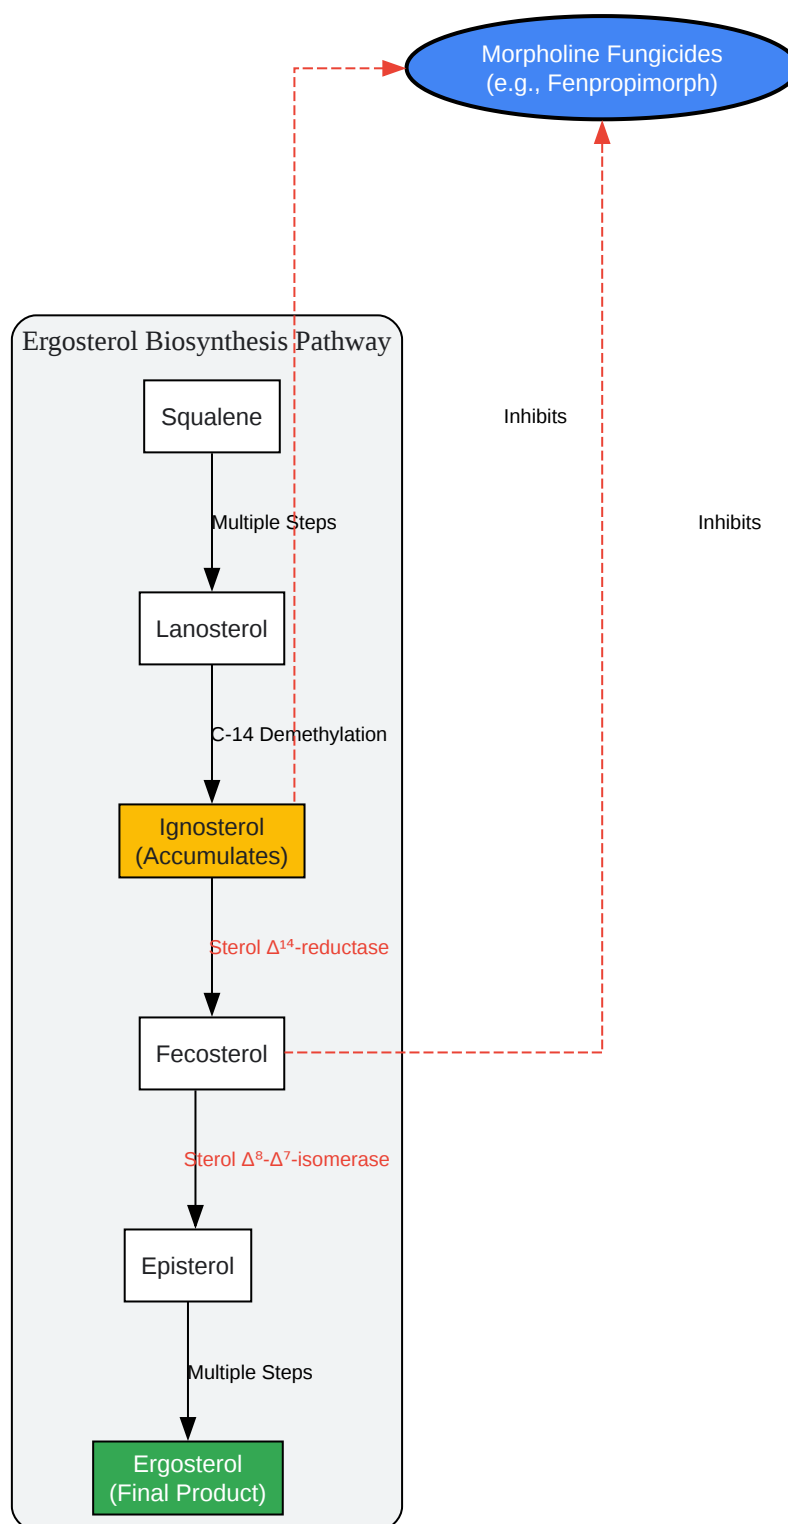 Morpholine Fungicides
(e.g., Fenpropimorph)
Ergosterol Biosynthesis Pathway
Squalene
Inhibits
Multiple Steps
Inhibits
Lanosterol
C-14 Demethylation
Ignosterol
(Accumulates)
Sterol Δ¹⁴-reductase
Fecosterol
Sterol Δ⁸-Δ⁷-isomerase
Episterol
Multiple Steps
Ergosterol
(Final Product)